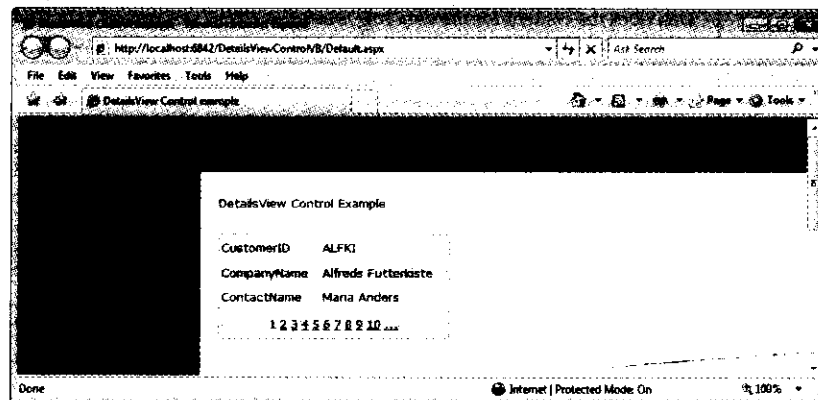 http://localhost:6842/DetailsViewControlVB/Default.aspx
Ask Search
File Edit View Favorites Tools Help
DetailsView Control example
Page Tools
DetailsView Control Example
CustomerID ALFKI
CompanyName Alfreds Futterkiste
ContactName Maria Anders
1 2 3 4 5 6 7 8 9 10 ...
Done
Internet | Protected Mode: On
100%